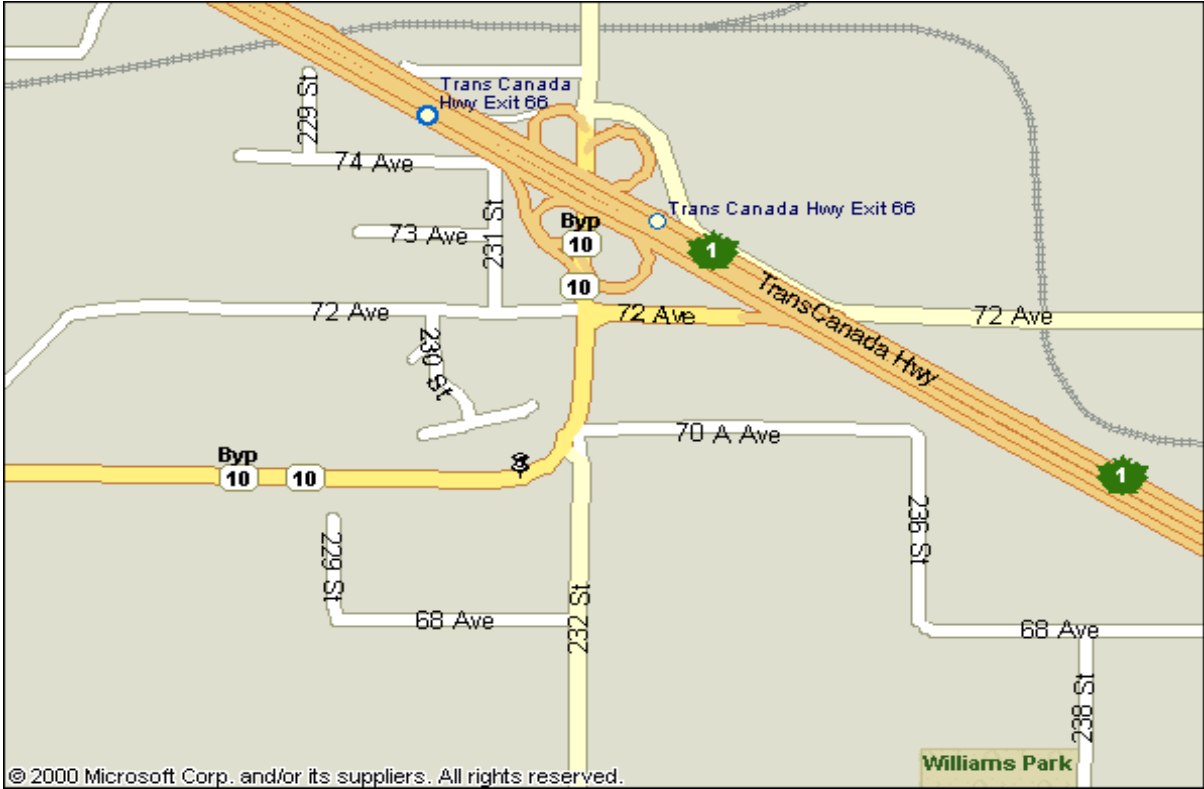 Trans Canada
Hwy Exit 66
229 St
74 Ave
Trans Canada Hwy Exit 66
231 St
73 Ave
Byp
10
1
10
TransCanada Hwy
72 Ave
72 Ave
72 Ave
230 St
70 A Ave
Byp
10
10
1
236 St
229 St
232 St
68 Ave
68 Ave
238 St
Williams Park
© 2000 Microsoft Corp. and/or its suppliers. All rights reserved.